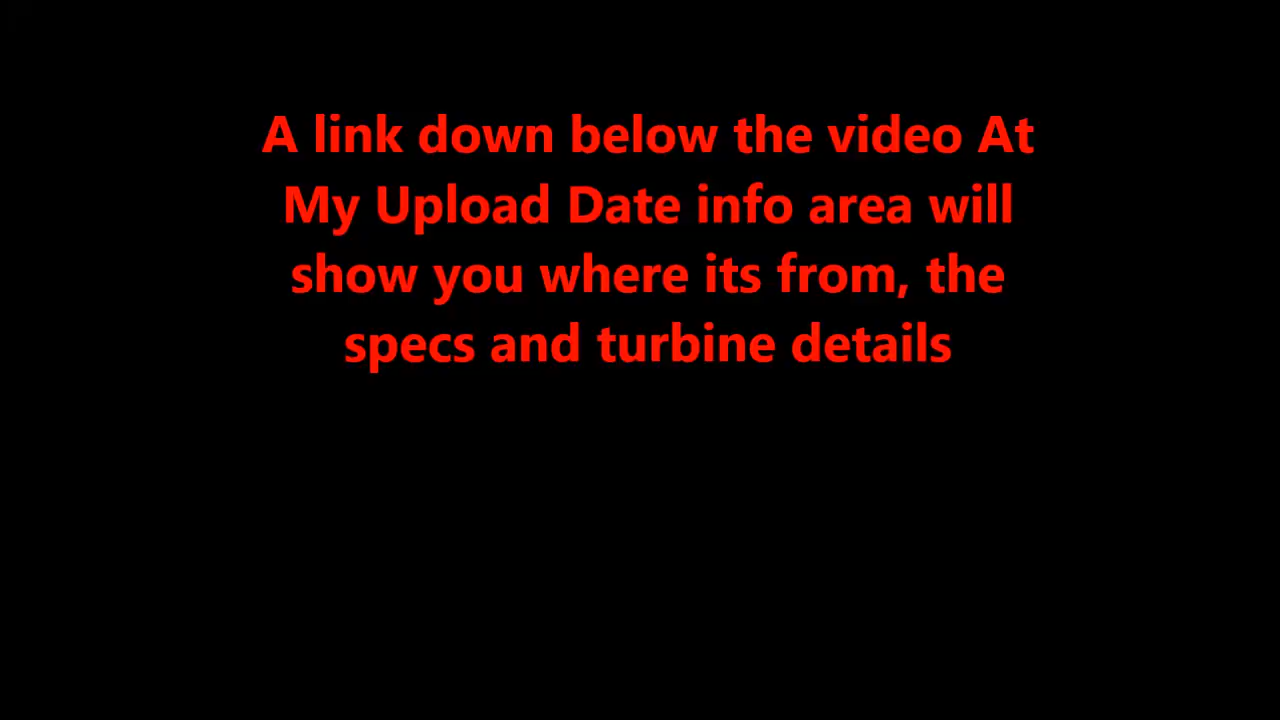 A link down below the video At
My Upload Date info area will
show you where its from, the
specs and turbine details